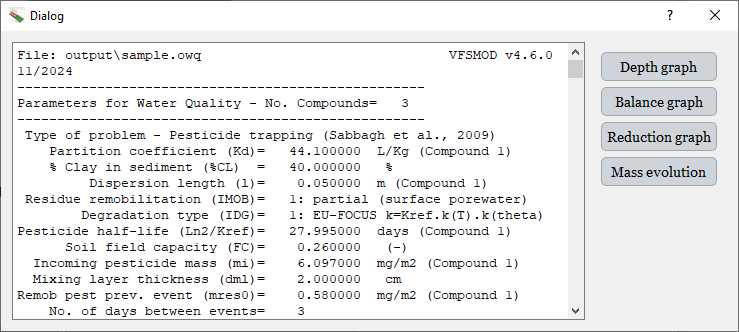 Dialog
File: output\sample.owq VFSMOD v4.6.0
11/2024
---------------------------------------------------
Parameters for Water Quality - No. Compounds= 3
---------------------------------------------------
Type of problem - Pesticide trapping (Sabbagh et al., 2009)
Partition coefficient (Kd)= 44.100000 L/Kg (Compound 1)
% Clay in sediment (%CL) = 40.000000 %
Dispersion length (l)= 0.050000 m (Compound 1)
Residue remobilitation (IMOB)= 1: partial (surface porewater)
Degradation type (IDG)= 1: EU-FOCUS k=Kref.k(T).k(theta)
Pesticide half-life (Ln2/Kref)= 27.995000 days (Compound 1)
Soil field capacity (FC)= 0.260000 (-)
Incoming pesticide mass (mi)= 6.097000 mg/m2 (Compound 1)
Mixing layer thickness (dml)= 2.000000 cm
Remob pest prev. event (mres0)= 0.580000 mg/m2 (Compound 1)
No. of days between events= 3
Depth graph
Balance graph
Reduction graph
Mass evolution